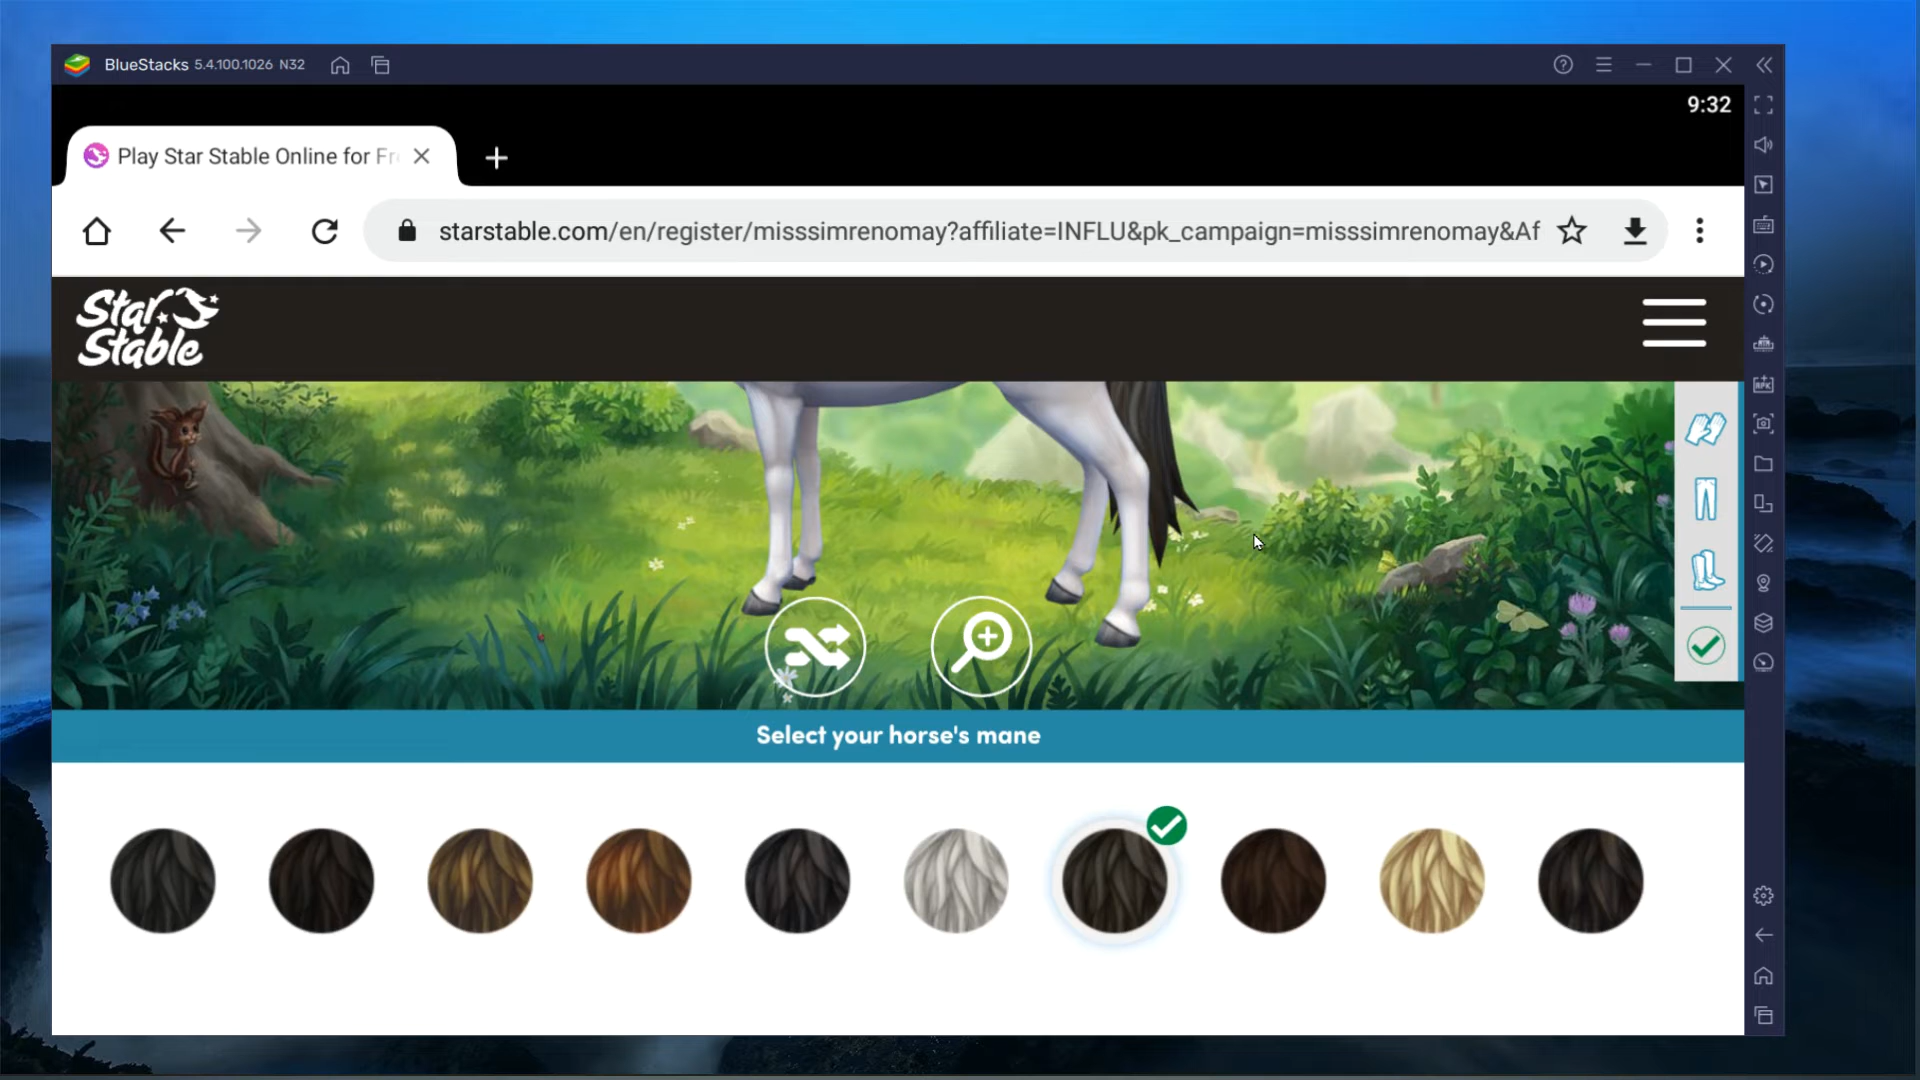 BlueStacks 5.4.100.1026 N32
9:32
Play Star Stable Online for Fr
starstable.com/en/register/misssimrenomay?affiliate=INFLU&pk_campaign=misssimrenomay&Af
Star Stable
Select your horse's mane